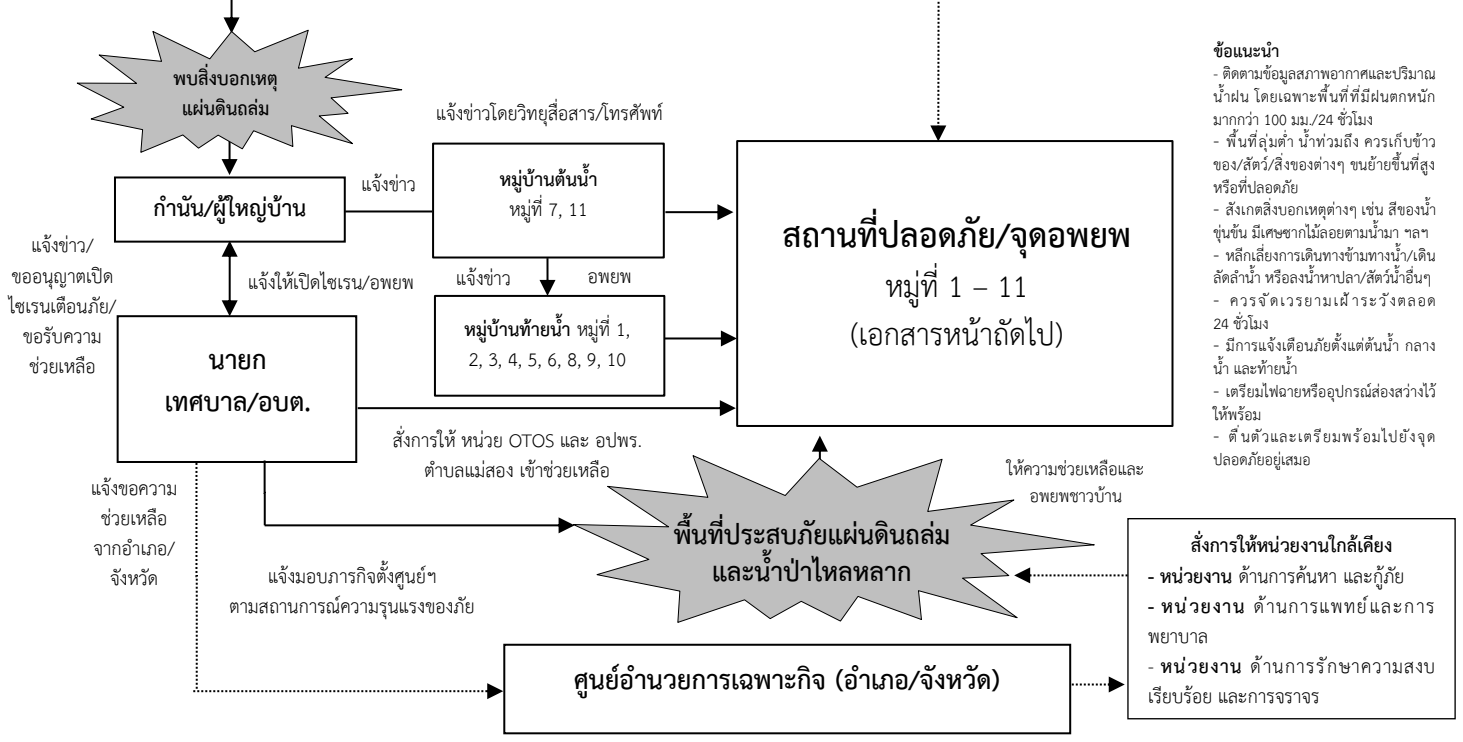 พบสิ่งบอกเหตุ
แผ่นดินถล่ม
แจ้งข่าวโดยวิทยุสื่อสาร/โทรศัพท์
กำนัน/ผู้ใหญ่บ้าน
แจ้งข่าว
หมู่บ้านต้นน้ำ
หมู่ที่ 7, 11
แจ้งข่าว/
ขออนุญาตเปิด
ไซเรนเตือนภัย/
ขอรับความ
ช่วยเหลือ
แจ้งให้เปิดไซเรน/อพยพ
แจ้งข่าว
อพยพ
หมู่บ้านท้ายน้ำ หมู่ที่ 1,
2, 3, 4, 5, 6, 8, 9, 10
สถานที่ปลอดภัย/จุดอพยพ
หมู่ที่ 1 – 11
(เอกสารหน้าถัดไป)
นายก
เทศบาล/อบต.
สั่งการให้ หน่วย OTOS และ อปพร.
ตำบลแม่สอง เข้าช่วยเหลือ
แจ้งขอความ
ช่วยเหลือ
จากอำเภอ/
จังหวัด
แจ้งมอบภารกิจตั้งศูนย์ฯ
ตามสถานการณ์ความรุนแรงของภัย
พื้นที่ประสบภัยแผ่นดินถล่ม
และน้ำป่าไหลหลาก
ให้ความช่วยเหลือและ
อพยพชาวบ้าน
ศูนย์อำนวยการเฉพาะกิจ (อำเภอ/จังหวัด)
ข้อแนะนำ
- ติดตามข้อมูลสภาพอากาศและปริมาณ
น้ำฝน โดยเฉพาะพื้นที่ที่มีฝนตกหนัก
มากกว่า 100 มม./24 ชั่วโมง
- พื้นที่ลุ่มต่ำ น้ำท่วมถึง ควรเก็บข้าว
ของ/สัตว์/สิ่งของต่างๆ ขนย้ายขึ้นที่สูง
หรือที่ปลอดภัย
- สังเกตสิ่งบอกเหตุต่างๆ เช่น สีของน้ำ
ขุ่นข้น มีเศษซากไม้ลอยตามน้ำมา ฯลฯ
- หลีกเลี่ยงการเดินทางข้ามทางน้ำ/เดิน
ลัดลำน้ำ หรือลงน้ำหาปลา/สัตว์น้ำอื่นๆ
- ควรจัดเวรยามเฝ้าระวังตลอด
24 ชั่วโมง
- มีการแจ้งเตือนภัยตั้งแต่ต้นน้ำ กลาง
น้ำ และท้ายน้ำ
- เตรียมไฟฉายหรืออุปกรณ์ส่องสว่างไว้
ให้พร้อม
- ตื่นตัวและเตรียมพร้อมไปยังจุด
ปลอดภัยอยู่เสมอ
สั่งการให้หน่วยงานใกล้เคียง
- หน่วยงาน ด้านการค้นหา และกู้ภัย
- หน่วยงาน ด้านการแพทย์และการ
พยาบาล
- หน่วยงาน ด้านการรักษาความสงบ
เรียบร้อย และการจราจร